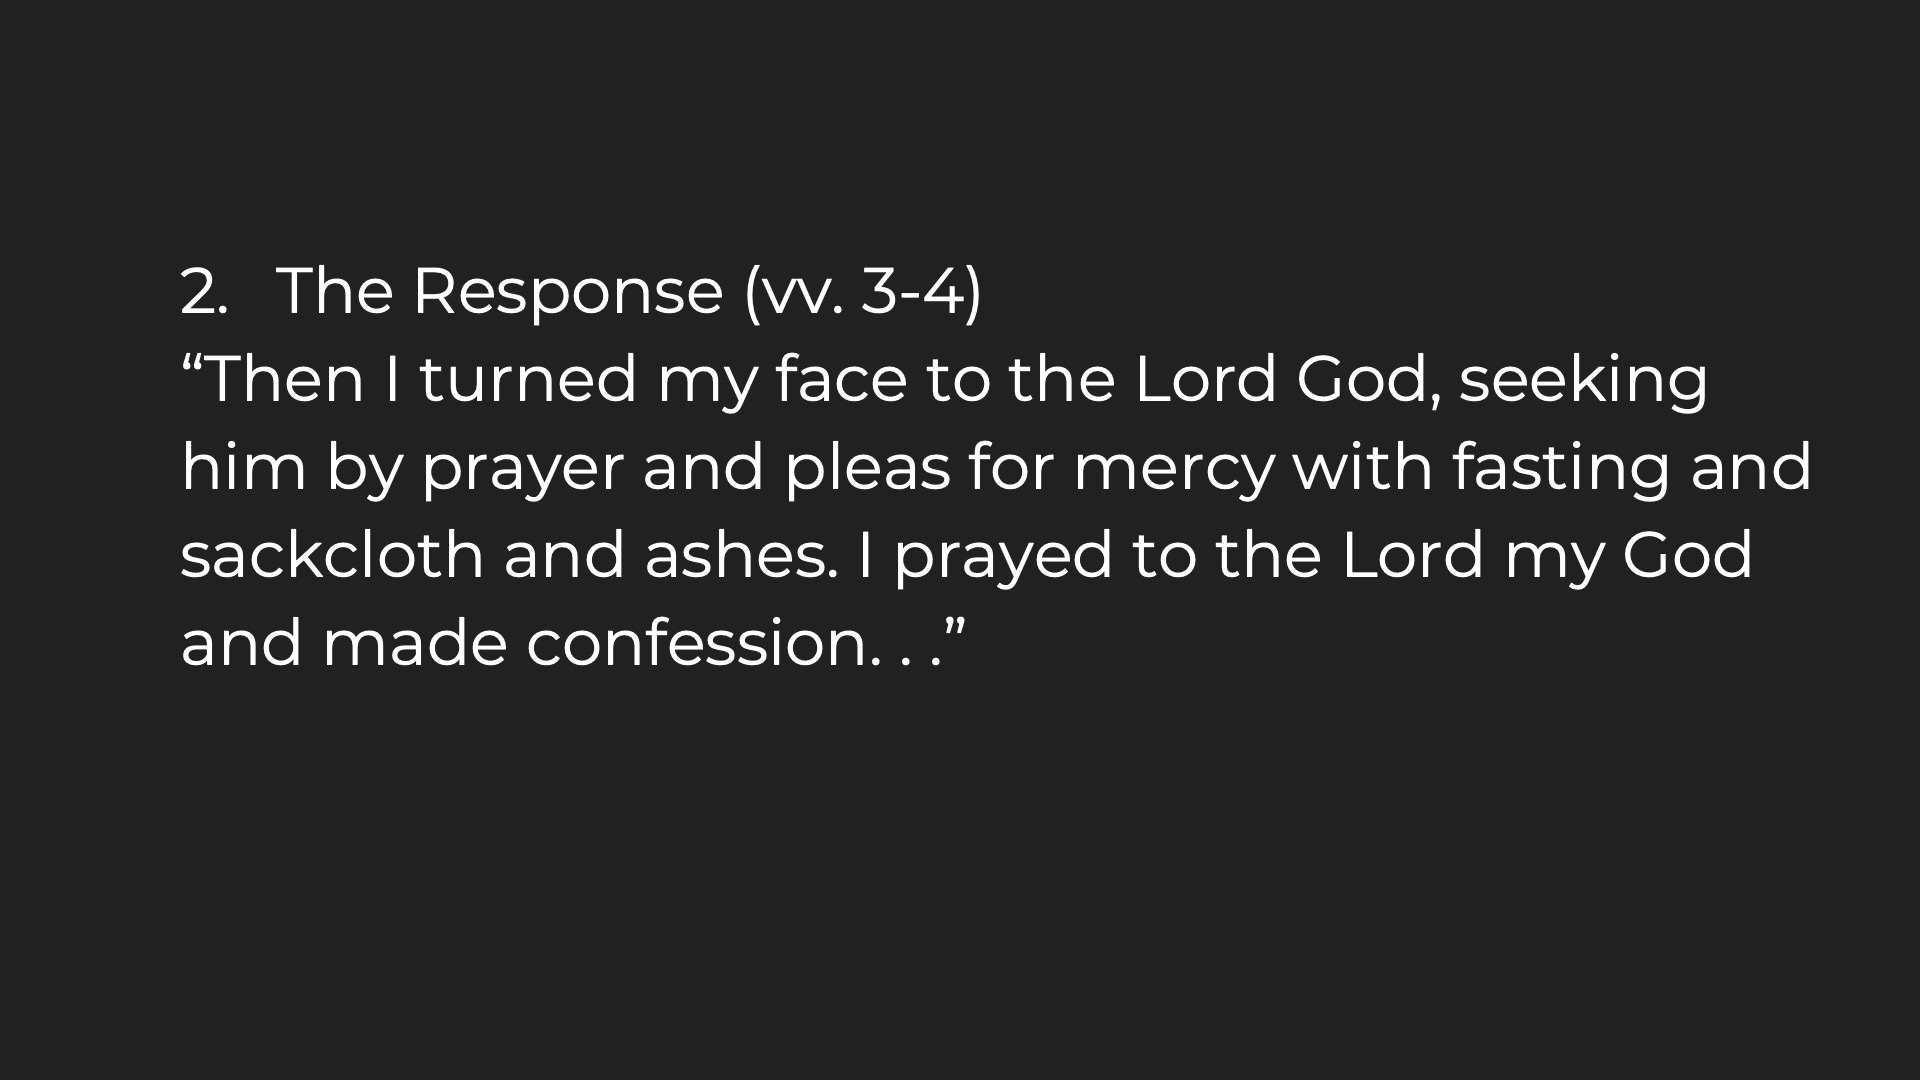 2. The Response (vv. 3-4)
“Then I turned my face to the Lord God, seeking
him by prayer and pleas for mercy with fasting and
sackcloth and ashes. I prayed to the Lord my God
and made confession. . .”